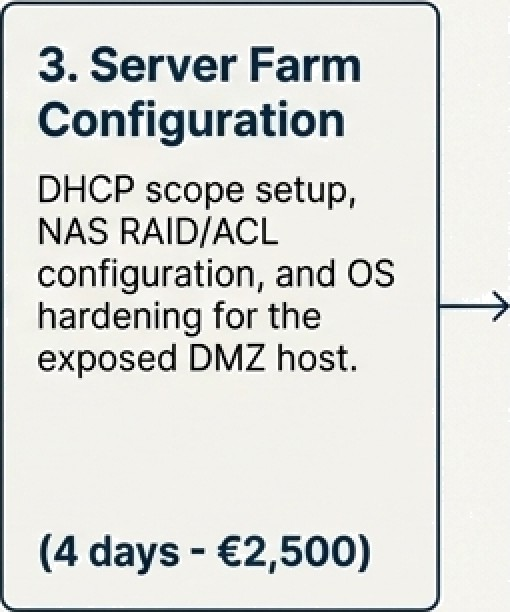 3. Server Farm
Configuration
DHCP scope setup,
NAS RAID/ACL
configuration, and OS
hardening for the
exposed DMZ host.
(4 days - €2,500)